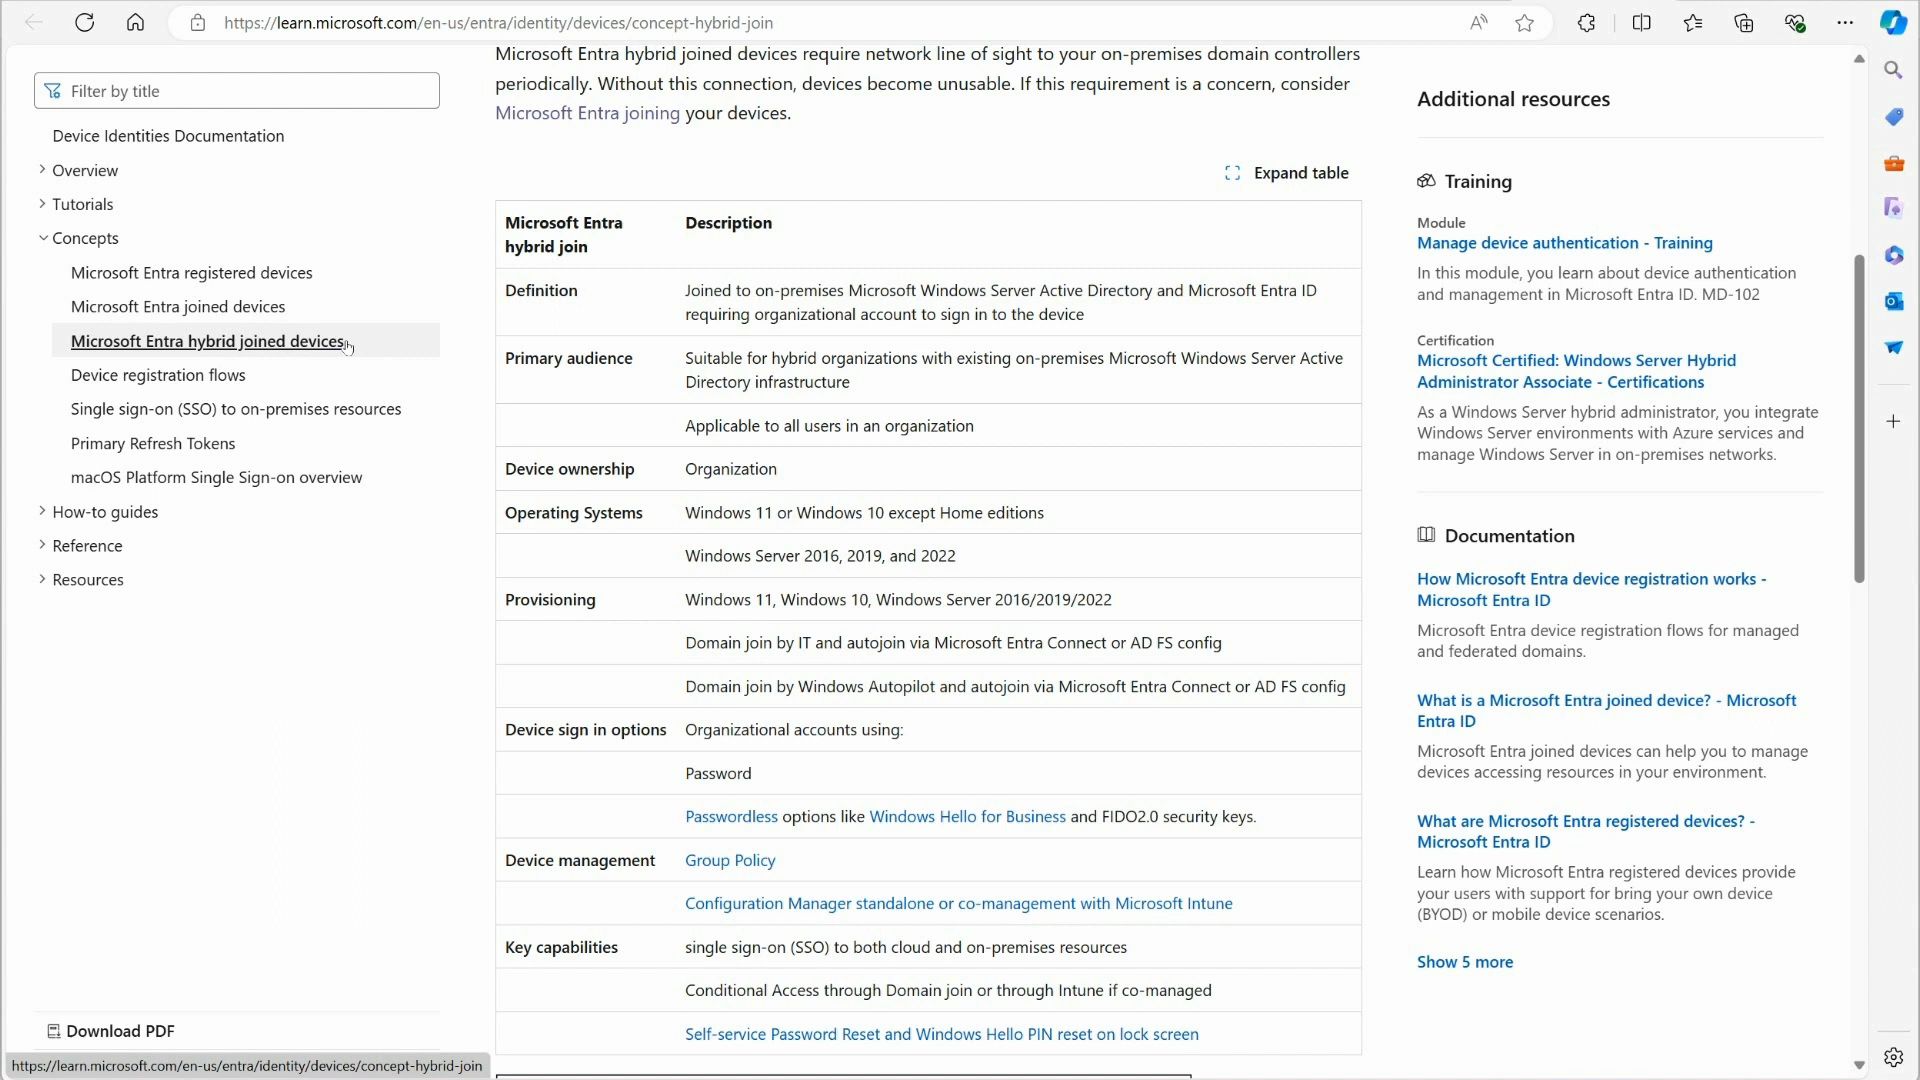 https://learn.microsoft.com/en-us/entra/identity/devices/concept-hybrid-join
Filter by title
Device Identities Documentation
Overview
Tutorials
Concepts
Microsoft Entra registered devices
Microsoft Entra joined devices
Microsoft Entra hybrid joined devices
Device registration flows
Single sign-on (SSO) to on-premises resources
Primary Refresh Tokens
macOS Platform Single Sign-on overview
How-to guides
Reference
Resources
Download PDF
https://learn.microsoft.com/en-us/entra/identity/devices/concept-hybrid-join
Microsoft Entra hybrid joined devices require network line of sight to your on-premises domain controllers
periodically. Without this connection, devices become unusable. If this requirement is a concern, consider
Microsoft Entra joining your devices.
Expand table
Microsoft Entra
hybrid join
Description
Definition
Joined to on-premises Microsoft Windows Server Active Directory and Microsoft Entra ID
requiring organizational account to sign in to the device
Primary audience
Suitable for hybrid organizations with existing on-premises Microsoft Windows Server Active
Directory infrastructure
Applicable to all users in an organization
Device ownership
Organization
Operating Systems
Windows 11 or Windows 10 except Home editions
Windows Server 2016, 2019, and 2022
Provisioning
Windows 11, Windows 10, Windows Server 2016/2019/2022
Domain join by IT and autojoin via Microsoft Entra Connect or AD FS config
Domain join by Windows Autopilot and autojoin via Microsoft Entra Connect or AD FS config
Device sign in options
Organizational accounts using:
Password
Passwordless options like Windows Hello for Business and FIDO2.0 security keys.
Device management
Group Policy
Configuration Manager standalone or co-management with Microsoft Intune
Key capabilities
single sign-on (SSO) to both cloud and on-premises resources
Conditional Access through Domain join or through Intune if co-managed
Self-service Password Reset and Windows Hello PIN reset on lock screen
Additional resources
Training
Module
Manage device authentication - Training
In this module, you learn about device authentication
and management in Microsoft Entra ID. MD-102
Certification
Microsoft Certified: Windows Server Hybrid
Administrator Associate - Certifications
As a Windows Server hybrid administrator, you integrate
Windows Server environments with Azure services and
manage Windows Server in on-premises networks.
Documentation
How Microsoft Entra device registration works -
Microsoft Entra ID
Microsoft Entra device registration flows for managed
and federated domains.
What is a Microsoft Entra joined device? - Microsoft
Entra ID
Microsoft Entra joined devices can help you to manage
devices accessing resources in your environment.
What are Microsoft Entra registered devices? -
Microsoft Entra ID
Learn how Microsoft Entra registered devices provide
your users with support for bring your own device
(BYOD) or mobile device scenarios.
Show 5 more